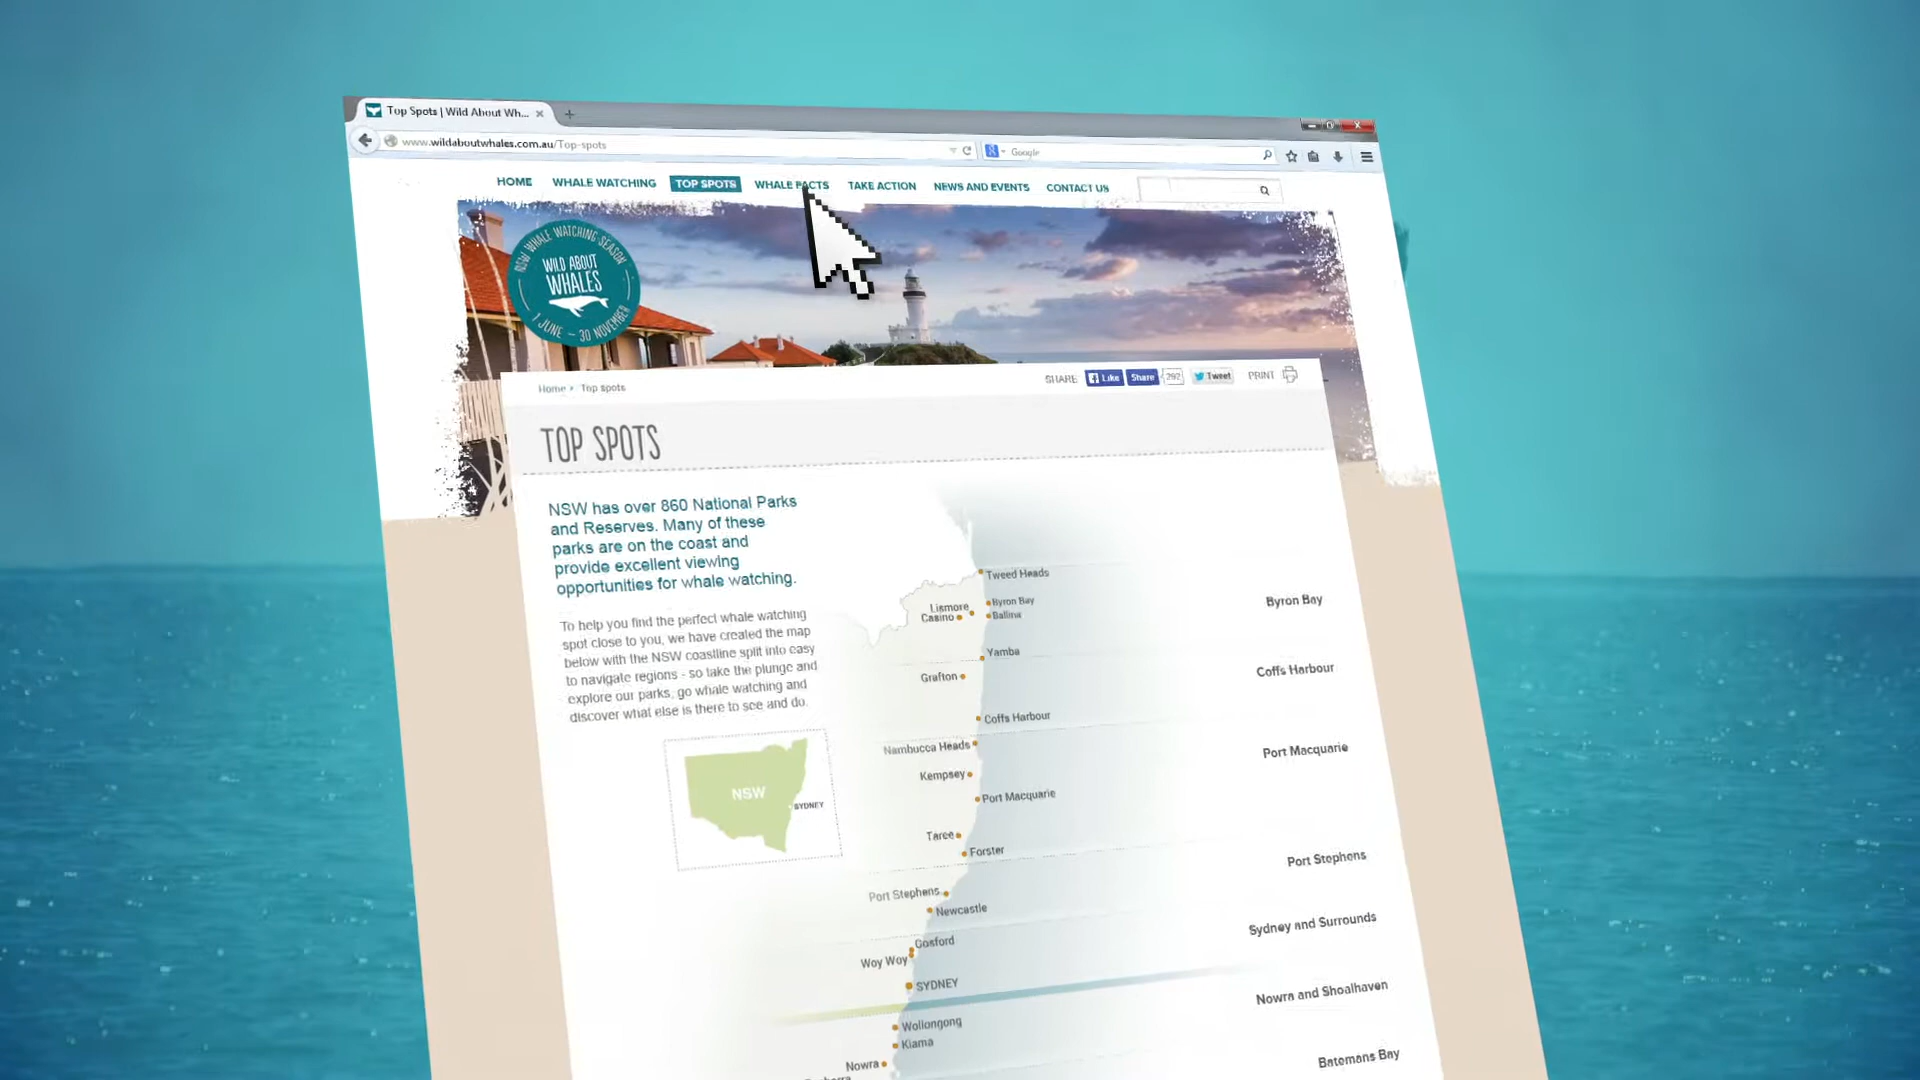 Top Spots | Wild About Wh...
www.wildaboutwhales.com.au/Top-spots
Google
HOME WHALE WATCHING TOP SPOTS WHALE FACTS TAKE ACTION NEWS AND EVENTS CONTACT US
NSW WHALE WATCHING SEASON
WILD ABOUT
WHALES
1 JUNE – 30 NOVEMBER
Home Top spots
SHARE Like Share 292 Tweet PRINT
TOP SPOTS
NSW has over 860 National Parks
and Reserves. Many of these
parks are on the coast and
provide excellent viewing
opportunities for whale watching.
To help you find the perfect whale watching
spot close to you, we have created the map
below with the NSW coastline split into easy
to navigate regions - so take the plunge and
explore our parks, go whale watching and
discover what else is there to see and do.
NSW
SYDNEY
Tweed Heads
Byron Bay
Lismore
Casino
Ballina
Yamba
Grafton
Coffs Harbour
Nambucca Heads
Kempsey
Port Macquarie
Taree
Forster
Port Stephens
Newcastle
Gosford
Woy Woy
SYDNEY
Wollongong
Kiama
Nowra
Byron Bay
Coffs Harbour
Port Macquarie
Port Stephens
Sydney and Surrounds
Nowra and Shoalhaven
Batemans Bay